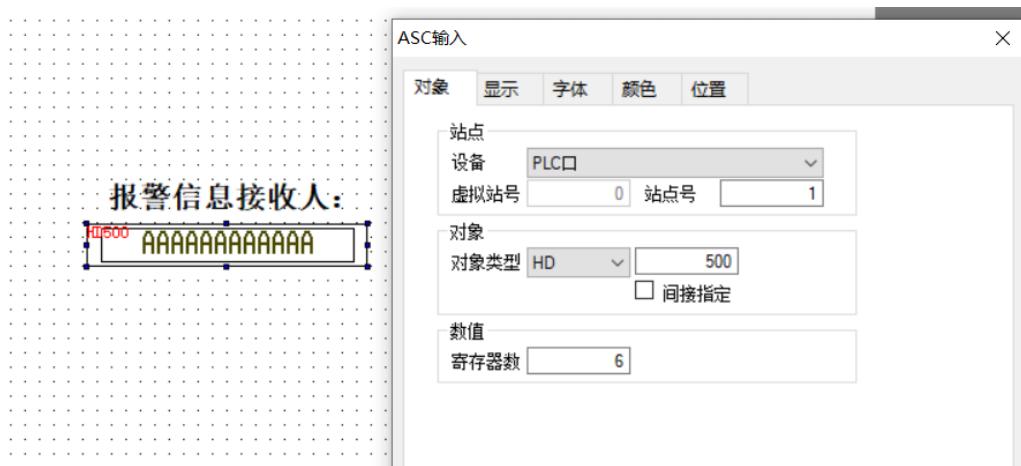 ASC输入
对象 显示 字体 颜色 位置
站点
设备 PLC口
虚拟站号 0 站点号 1
报警信息接收人:
HD500 AAAAAAAAAAAA
对象
对象类型 HD 500
间接指定
数值
寄存器数 6